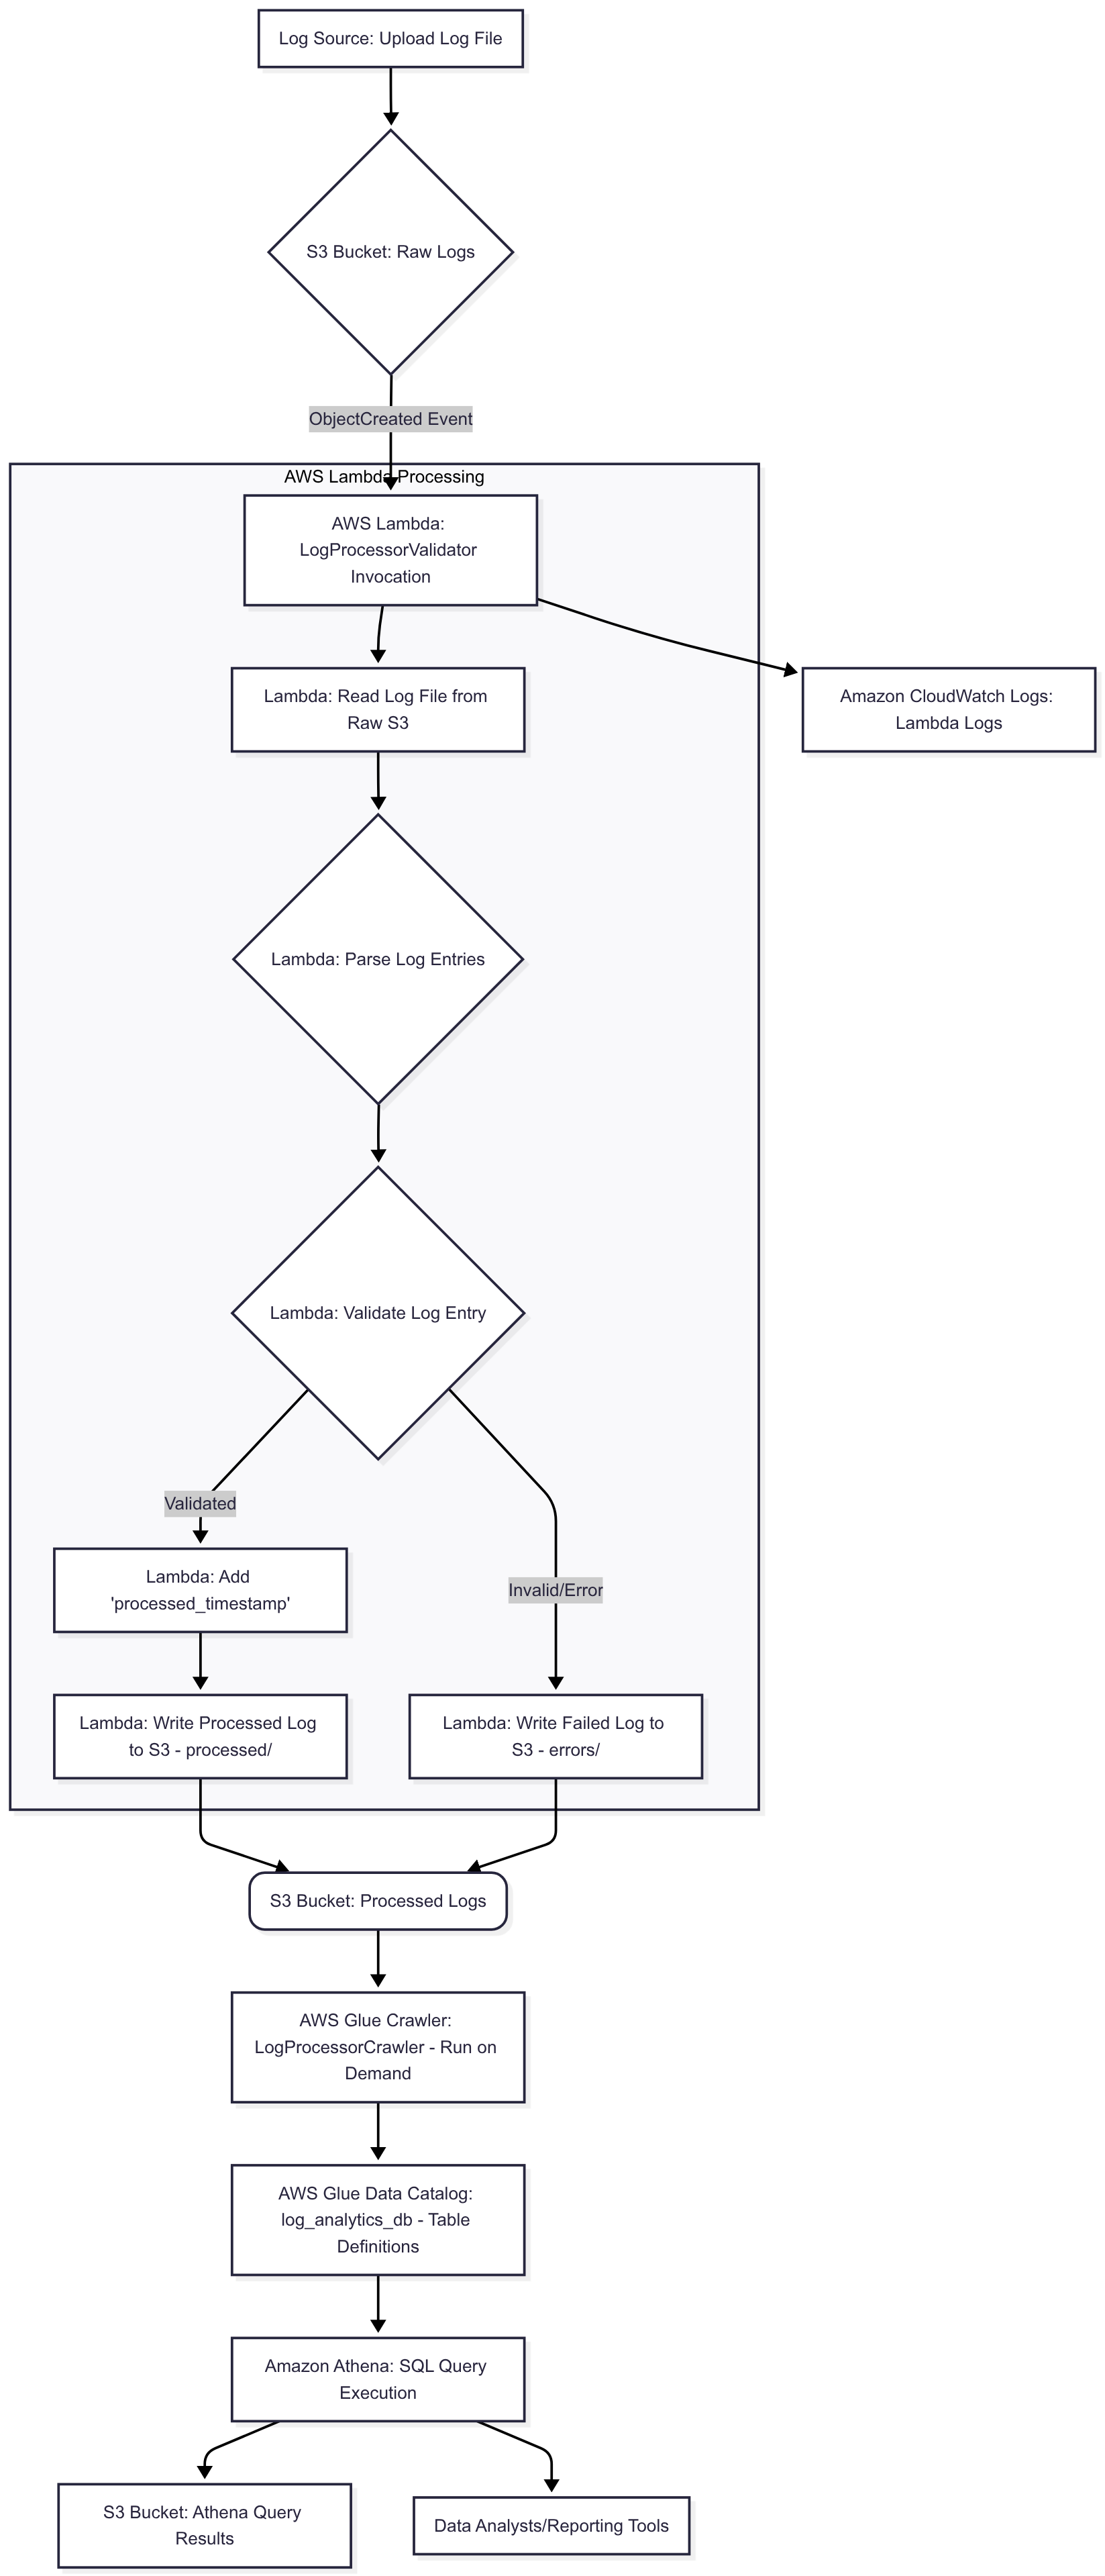 Log Source: Upload Log File
S3 Bucket: Raw Logs
ObjectCreated Event
AWS Lambda Processing
AWS Lambda:
LogProcessorValidator
Invocation
Lambda: Read Log File from
Raw S3
Amazon CloudWatch Logs:
Lambda Logs
Lambda: Parse Log Entries
Lambda: Validate Log Entry
Validated
Lambda: Add
'processed_timestamp'
Invalid/Error
Lambda: Write Processed Log
to S3 - processed/
Lambda: Write Failed Log to
S3 - errors/
S3 Bucket: Processed Logs
AWS Glue Crawler:
LogProcessorCrawler - Run on
Demand
AWS Glue Data Catalog:
log_analytics_db - Table
Definitions
Amazon Athena: SQL Query
Execution
S3 Bucket: Athena Query
Results
Data Analysts/Reporting Tools